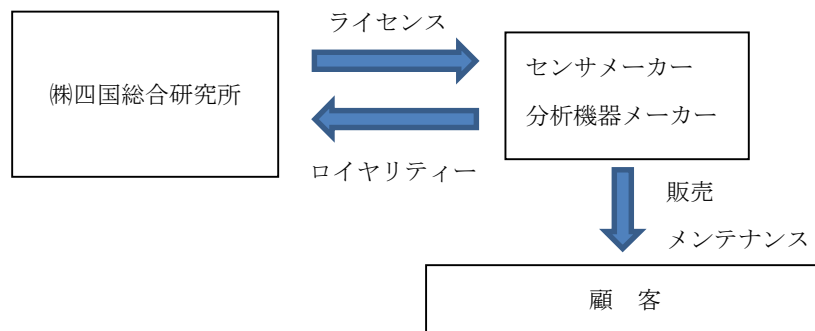 ライセンス
㈱四国総合研究所
センサメーカー
分析機器メーカー
ロイヤリティー
販売
メンテナンス
顧　客